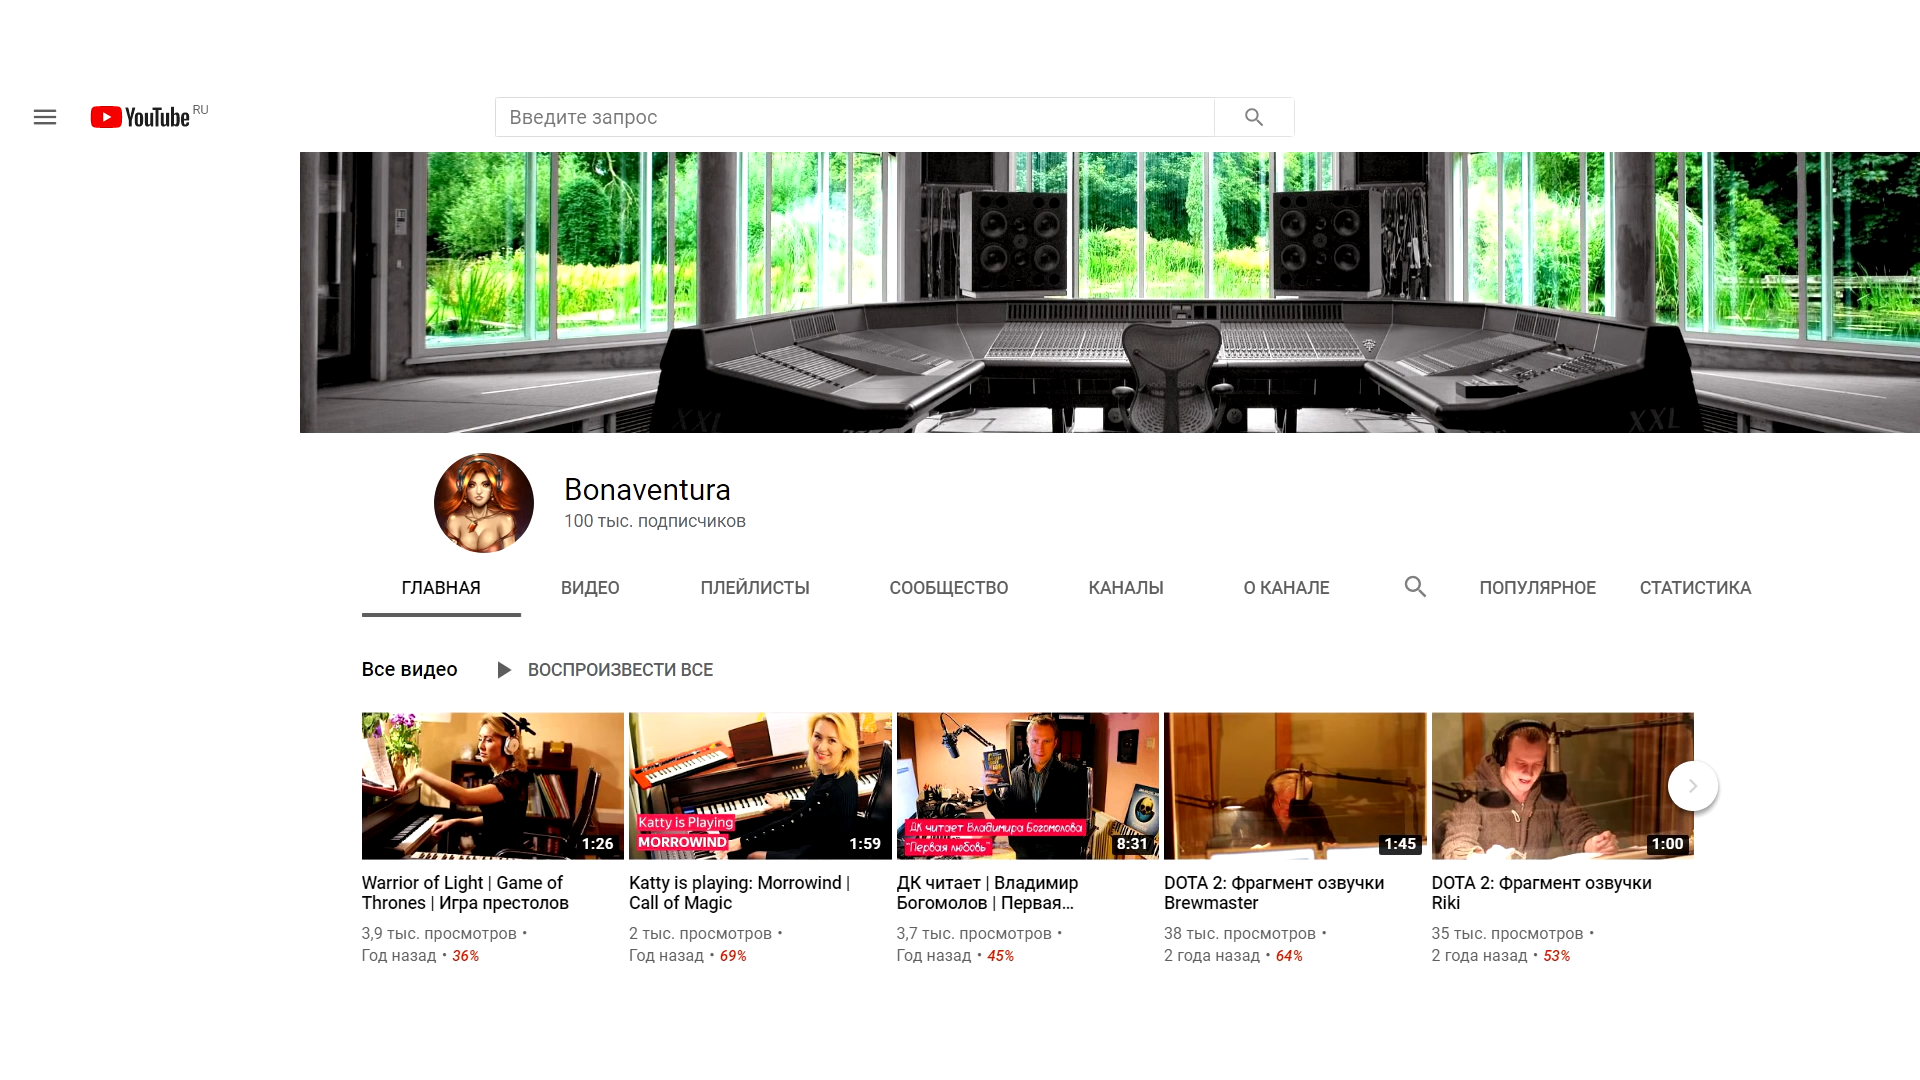 YouTube RU
Введите запрос
XXL
XXL
Bonaventura
100 тыс. подписчиков
ГЛАВНАЯ
ВИДЕО
ПЛЕЙЛИСТЫ
СООБЩЕСТВО
КАНАЛЫ
О КАНАЛЕ
ПОПУЛЯРНОЕ
СТАТИСТИКА
Все видео
ВОСПРОИЗВЕСТИ ВСЕ
1:26
Warrior of Light | Game of
Thrones | Игра престолов
3,9 тыс. просмотров •
Год назад • 36%
Katty is Playing
MORROWIND
1:59
Katty is playing: Morrowind |
Call of Magic
2 тыс. просмотров •
Год назад • 69%
ДК читает Владимира Богомолова
"Первая любовь"
8:31
ДК читает | Владимир
Богомолов | Первая...
3,7 тыс. просмотров •
Год назад • 45%
1:45
DOTA 2: Фрагмент озвучки
Brewmaster
38 тыс. просмотров •
2 года назад • 64%
1:00
DOTA 2: Фрагмент озвучки
Riki
35 тыс. просмотров •
2 года назад • 53%